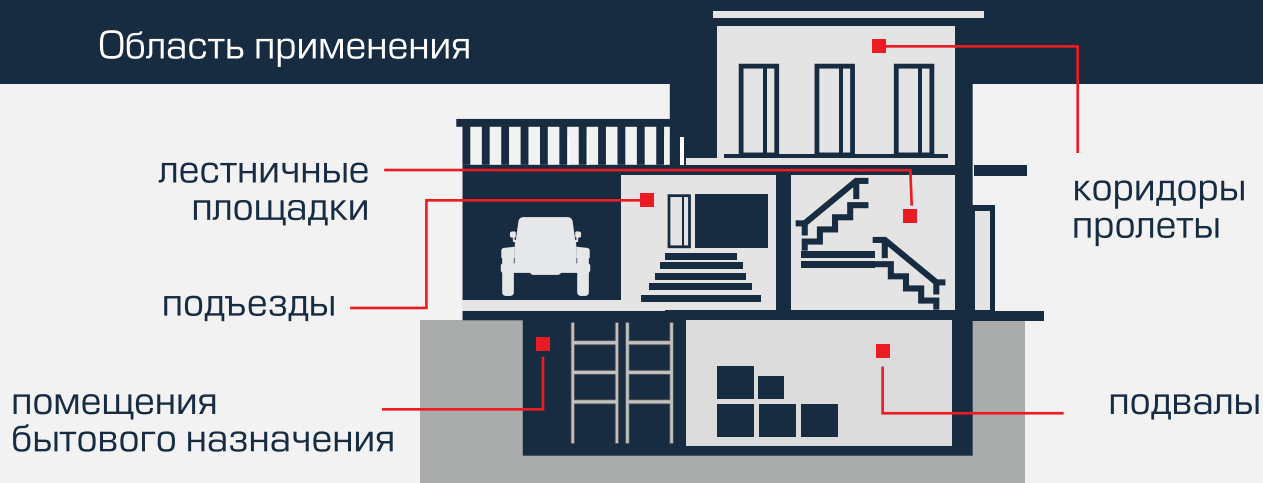 Область применения
лестничные
площадки
подъезды
помещения
бытового назначения
коридоры
пролеты
подвалы